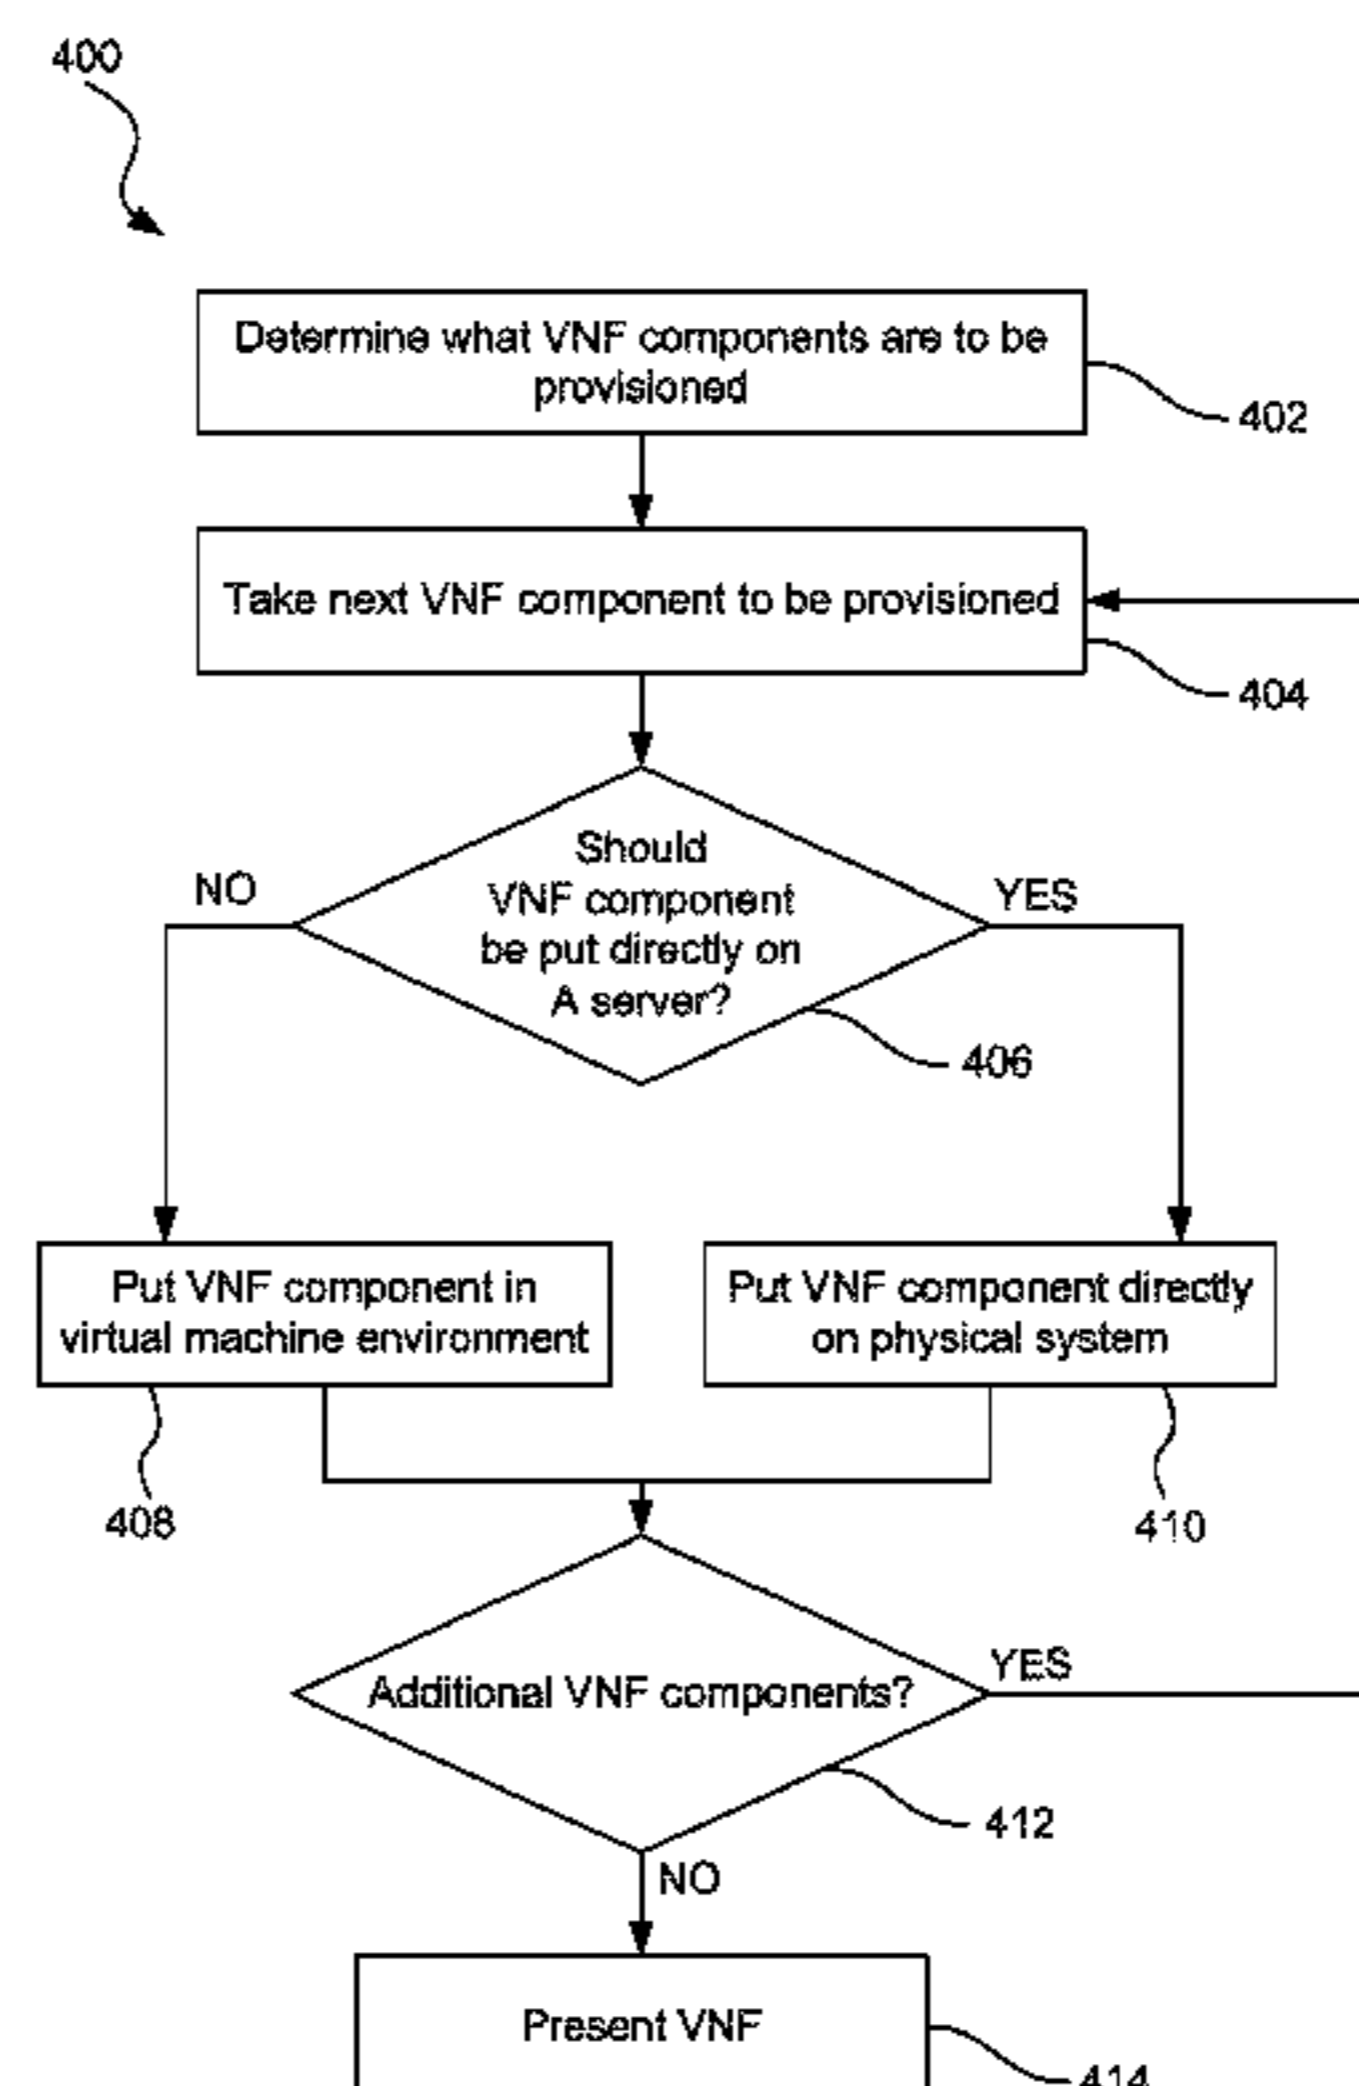 400
Determine what VNF components are to be
provisioned
402
Take next VNF component to be provisioned
404
Should
VNF component
be put directly on
A server?
NO
YES
406
Put VNF component in
virtual machine environment
Put VNF component directly
on physical system
408
410
Additional VNF components?
YES
412
NO
Present VNF
414